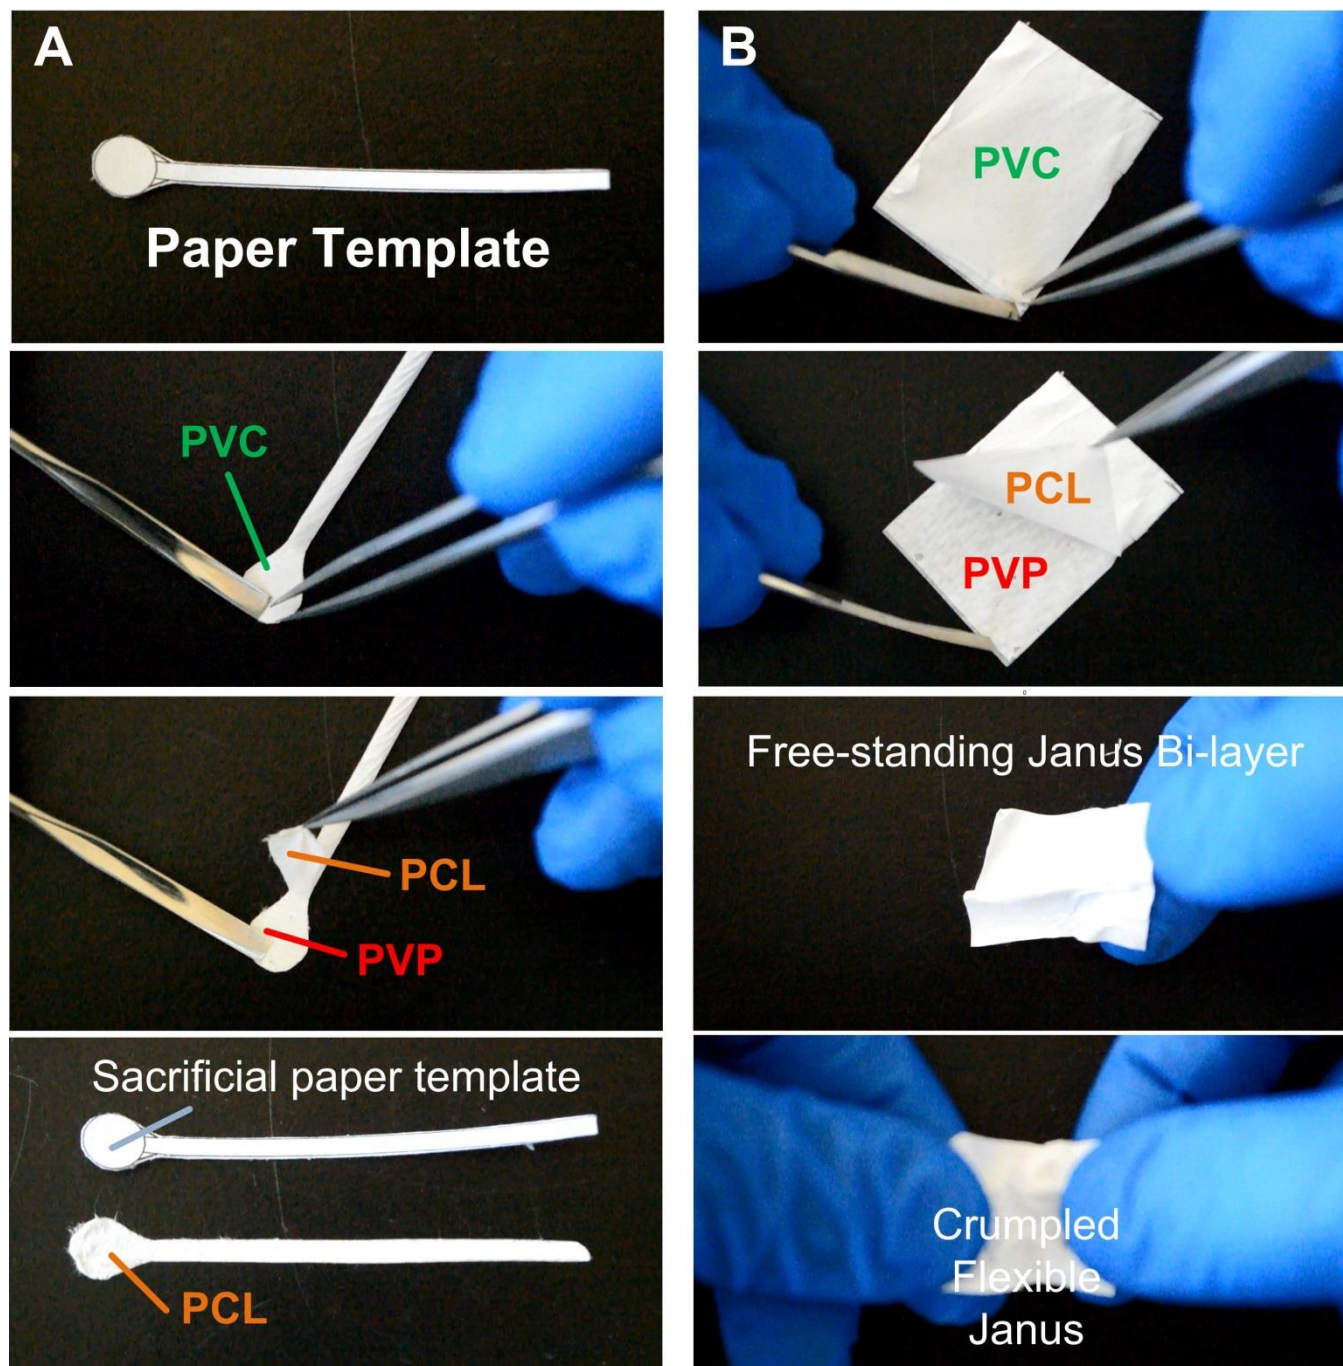 A
Paper Template
PVC
PCL
PVP
Sacrificial paper template
PCL
B
PVC
PCL
PVP
Free-standing Janus Bi-layer
Crumpled
Flexible
Janus